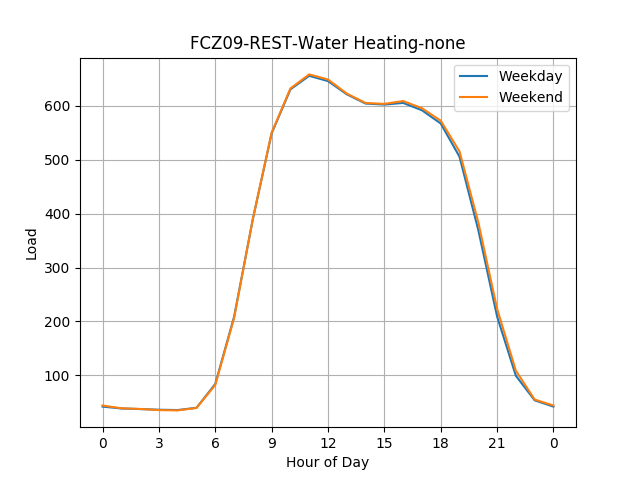 FCZ09-REST-Water Heating-none
Weekday
Weekend
600
500
400
300
200
100
Load
0 3 6 9 12 15 18 21 0
Hour of Day